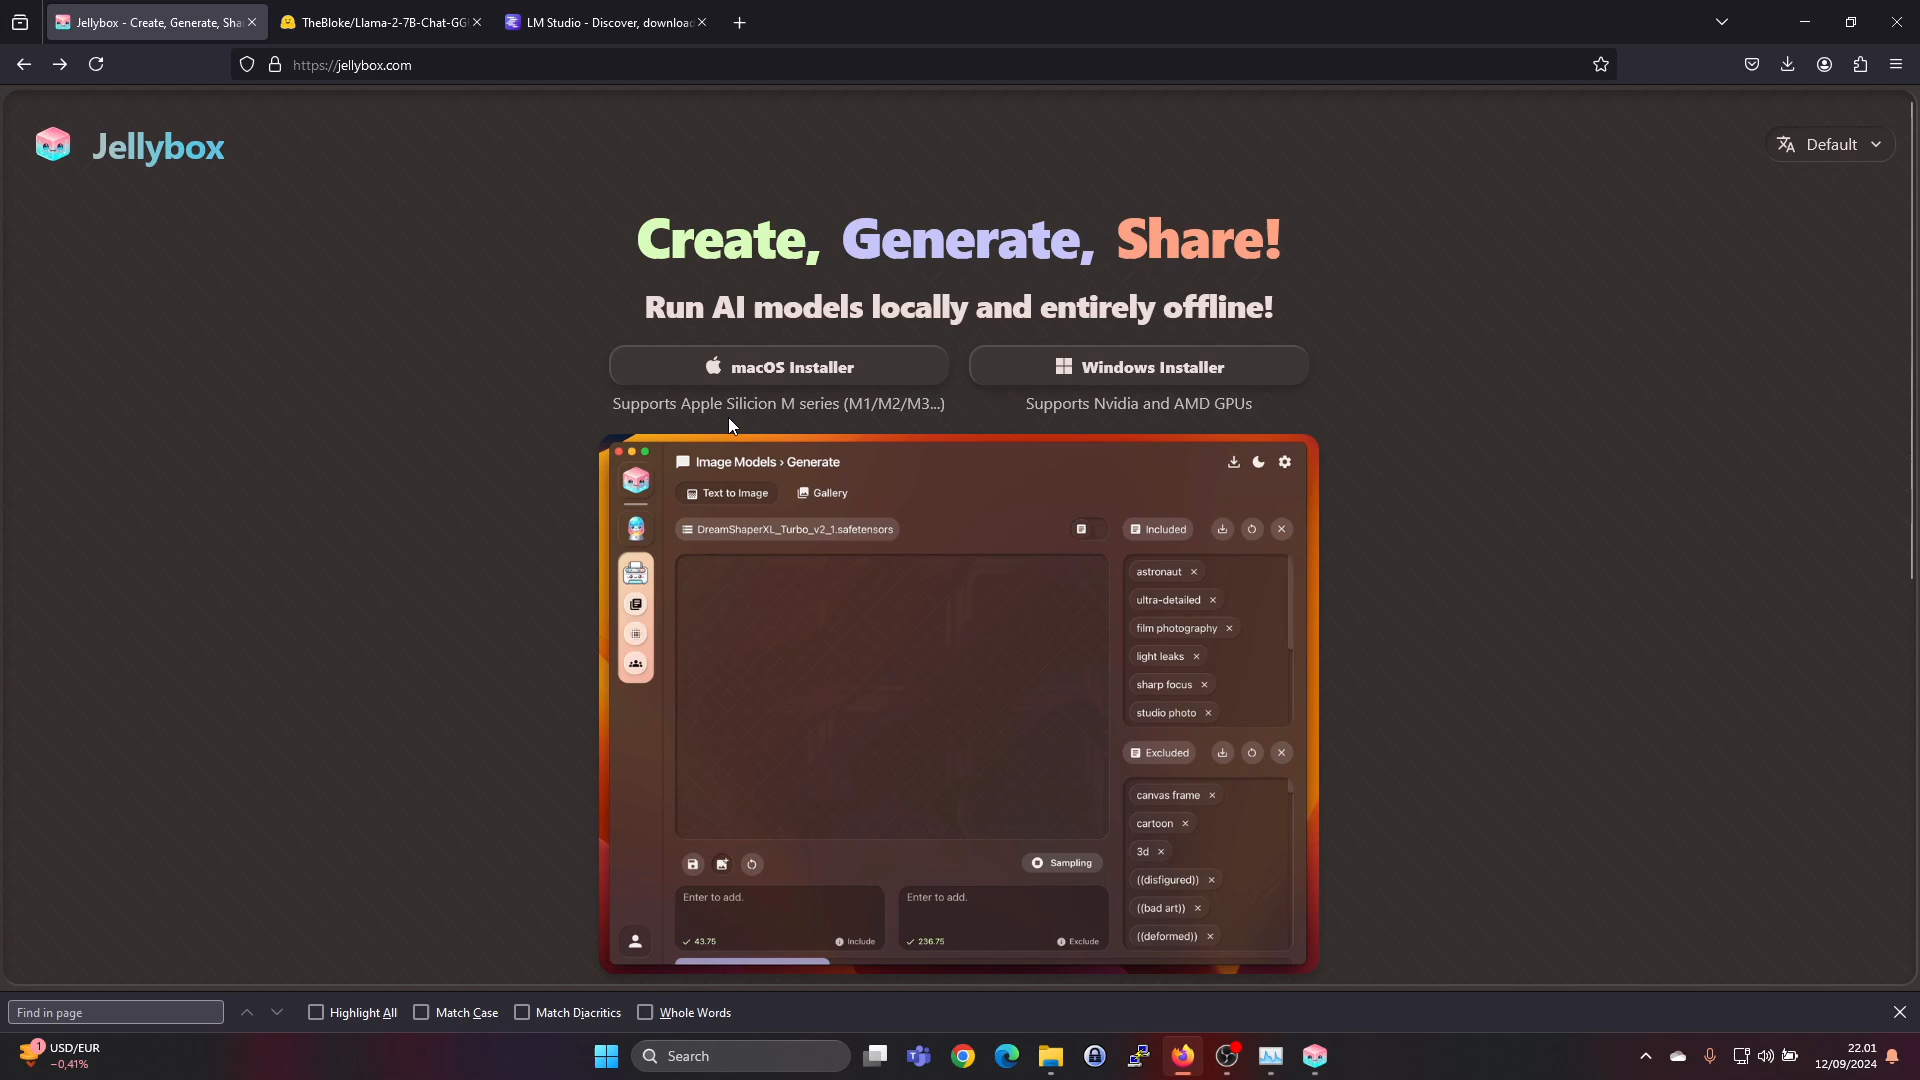 Jellybox - Create, Generate, Sha
TheBloke/Llama-2-7B-Chat-GG
LM Studio - Discover, download
https://jellybox.com
Jellybox
Default
Create, Generate, Share!
Run AI models locally and entirely offline!
macOS Installer
Windows Installer
Supports Apple Silicion M series (M1/M2/M3...)
Supports Nvidia and AMD GPUs
Image Models › Generate
Text to Image
Gallery
DreamShaperXL_Turbo_v2_1.safetensors
Included
astronaut
ultra-detailed
film photography
light leaks
sharp focus
studio photo
Excluded
canvas frame
cartoon
3d
((disfigured))
((bad art))
((deformed))
Sampling
Enter to add.
Enter to add.
43.75
Include
236.75
Exclude
Find in page
Highlight All
Match Case
Match Diacritics
Whole Words
1
USD/EUR
-0,41%
Search
22.01
12/09/2024